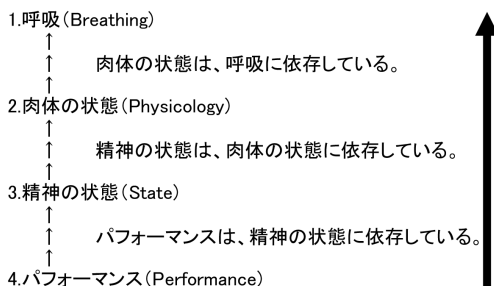 1.呼吸(Breathing)
↑
↑ 肉体の状態は、呼吸に依存している。
↑
2.肉体の状態(Physicology)
↑
↑ 精神の状態は、肉体の状態に依存している。
↑
3.精神の状態(State)
↑
↑ パフォーマンスは、精神の状態に依存している。
↑
4.パフォーマンス(Performance)